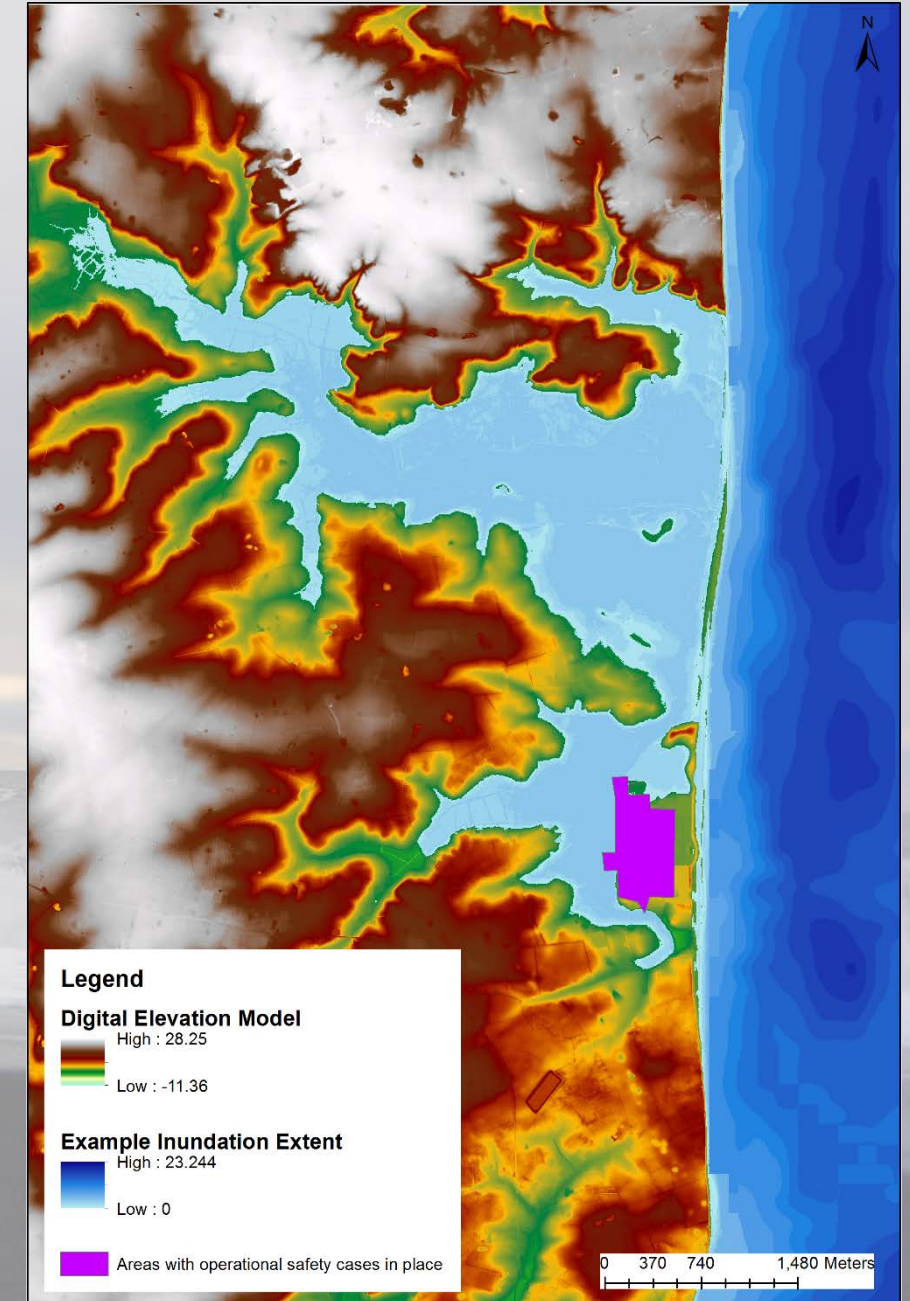 N
Legend
Digital Elevation Model
High : 28.25
Low : -11.36
Example Inundation Extent
High : 23.244
Low : 0
Areas with operational safety cases in place
0 370 740 1,480 Meters